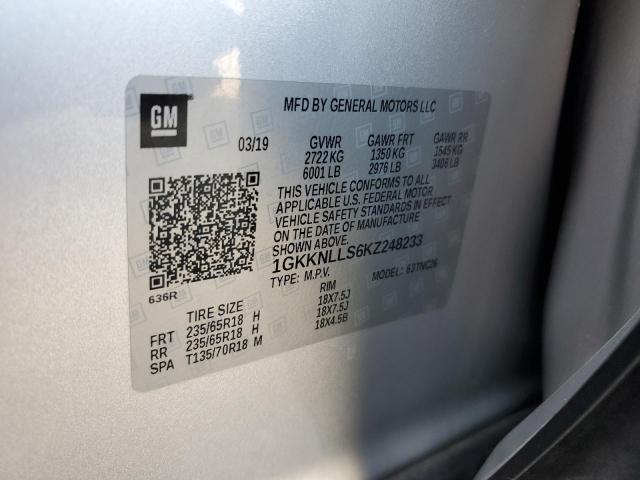 GM
MFD BY GENERAL MOTORS LLC
03/19 GVWR GAWR FRT GAWR RR
2722 KG 1350 KG 1545 KG
6001 LB 2976 LB 3406 LB
THIS VEHICLE CONFORMS TO ALL
APPLICABLE U.S. FEDERAL MOTOR
VEHICLE SAFETY STANDARDS IN EFFECT
ON THE DATE OF MANUFACTURE
SHOWN ABOVE.
1GKKNLLS6KZ248233
TYPE: M.P.V. MODEL: 637NC26
636R
TIRE SIZE RIM
FRT 235/65R18 H 18X7.5J
RR 235/65R18 H 18X7.5J
SPA T135/70R18 M 18X4.5B